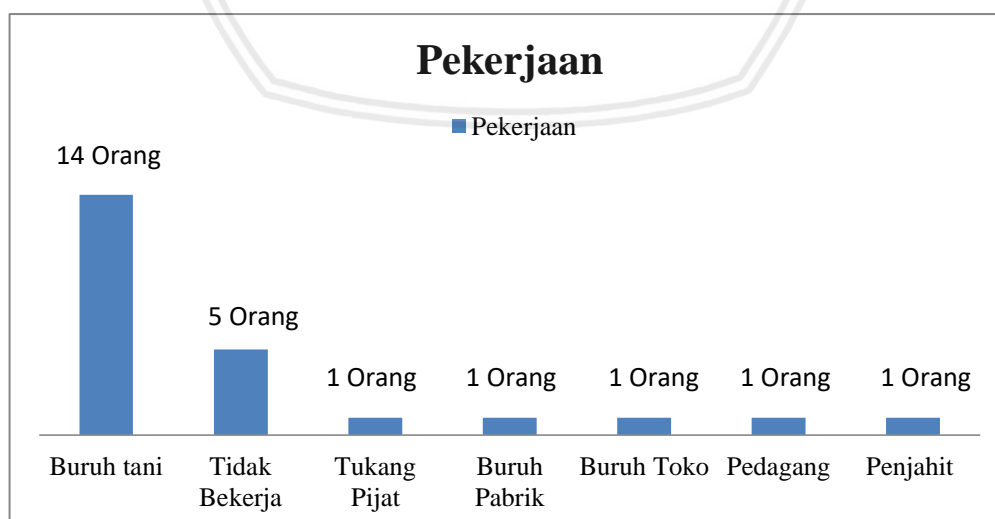 Pekerjaan
Pekerjaan
14 Orang
5 Orang
1 Orang
1 Orang
1 Orang
1 Orang
1 Orang
Buruh tani
Tidak
Bekerja
Tukang
Pijat
Buruh
Pabrik
Buruh Toko
Pedagang
Penjahit